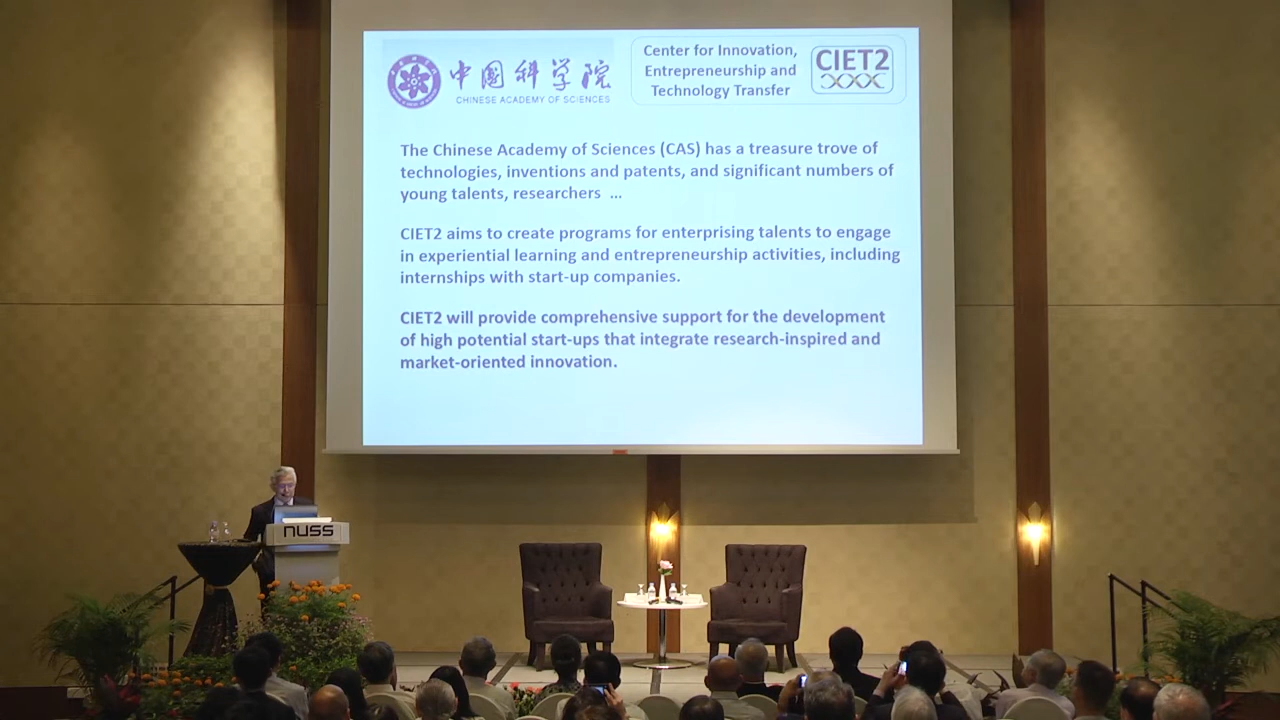 中国科学院
CHINESE ACADEMY OF SCIENCES
Center for Innovation,
Entrepreneurship and
Technology Transfer
CIET2
The Chinese Academy of Sciences (CAS) has a treasure trove of
technologies, inventions and patents, and significant numbers of
young talents, researchers ...
CIET2 aims to create programs for enterprising talents to engage
in experiential learning and entrepreneurship activities, including
internships with start-up companies.
CIET2 will provide comprehensive support for the development
of high potential start-ups that integrate research-inspired and
market-oriented innovation.
nuss